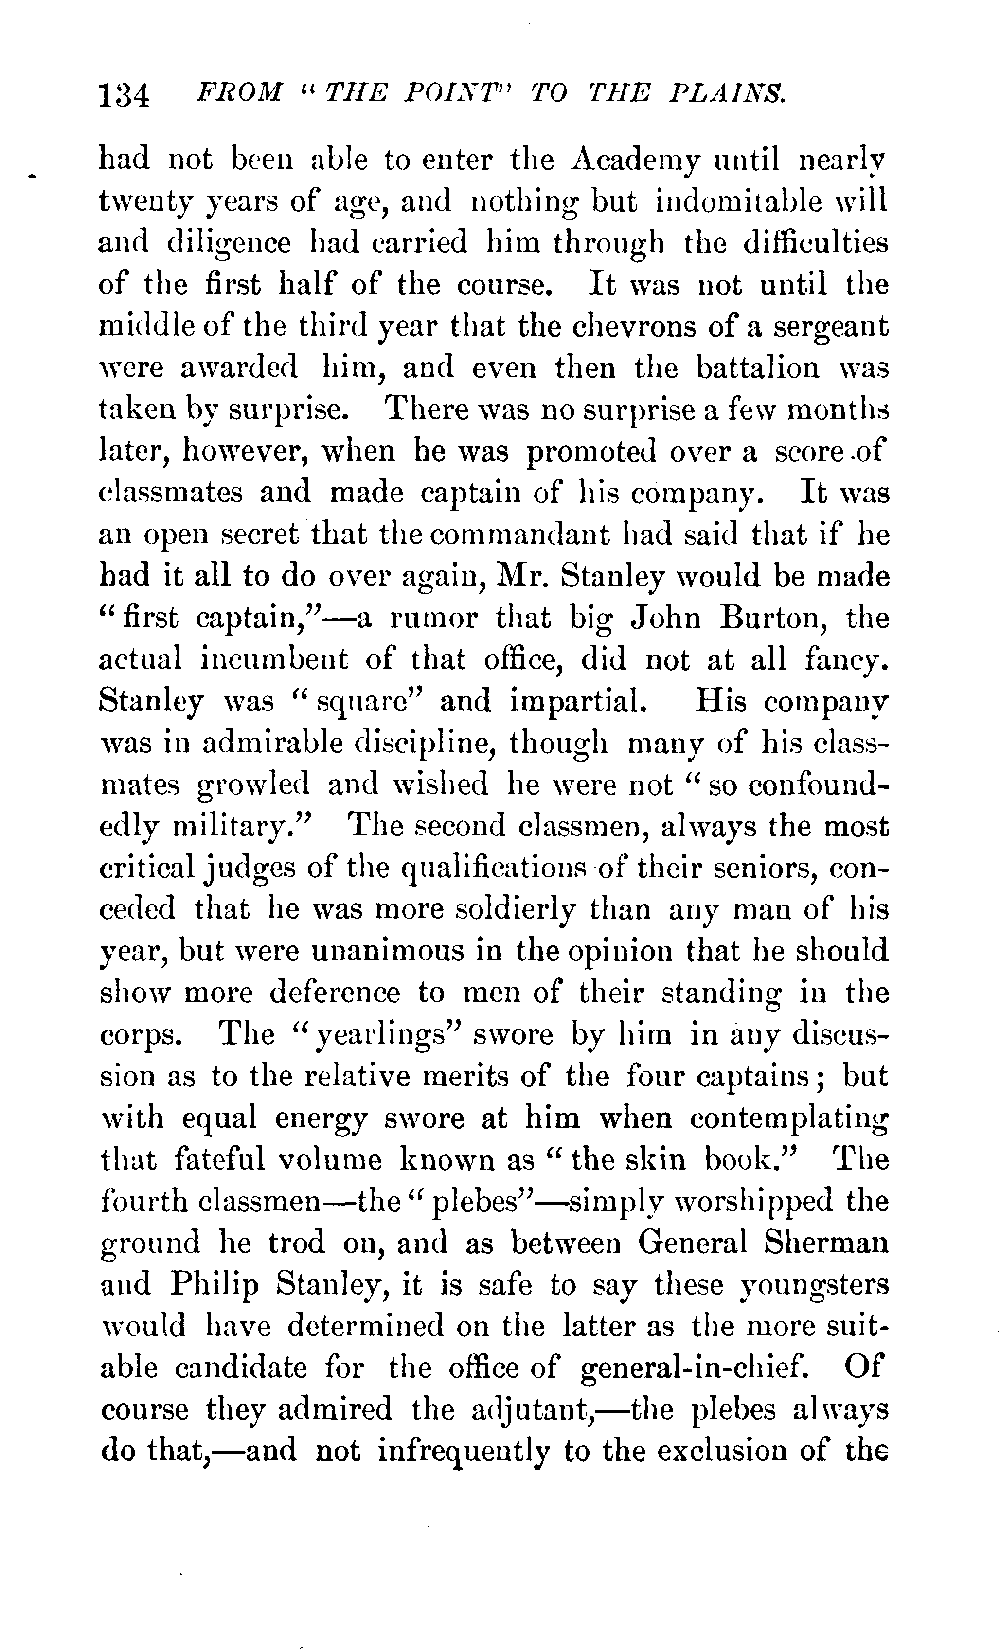 134 FROM "THE POINT" TO THE PLAINS.
had not been able to enter the Academy until nearly
twenty years of age, and nothing but indomitable will
and diligence had carried him through the difficulties
of the first half of the course. It was not until the
middle of the third year that the chevrons of a sergeant
were awarded him, and even then the battalion was
taken by surprise. There was no surprise a few months
later, however, when he was promoted over a score of
classmates and made captain of his company. It was
an open secret that the commandant had said that if he
had it all to do over again, Mr. Stanley would be made
"first captain,"—a rumor that big John Burton, the
actual incumbent of that office, did not at all fancy.
Stanley was "square" and impartial. His company
was in admirable discipline, though many of his class-
mates growled and wished he were not "so confound-
edly military." The second classmen, always the most
critical judges of the qualifications of their seniors, con-
ceded that he was more soldierly than any man of his
year, but were unanimous in the opinion that he should
show more deference to men of their standing in the
corps. The "yearlings" swore by him in any discus-
sion as to the relative merits of the four captains; but
with equal energy swore at him when contemplating
that fateful volume known as "the skin book." The
fourth classmen—the "plebes"—simply worshipped the
ground he trod on, and as between General Sherman
and Philip Stanley, it is safe to say these youngsters
would have determined on the latter as the more suit-
able candidate for the office of general-in-chief. Of
course they admired the adjutant,—the plebes always
do that,—and not infrequently to the exclusion of the